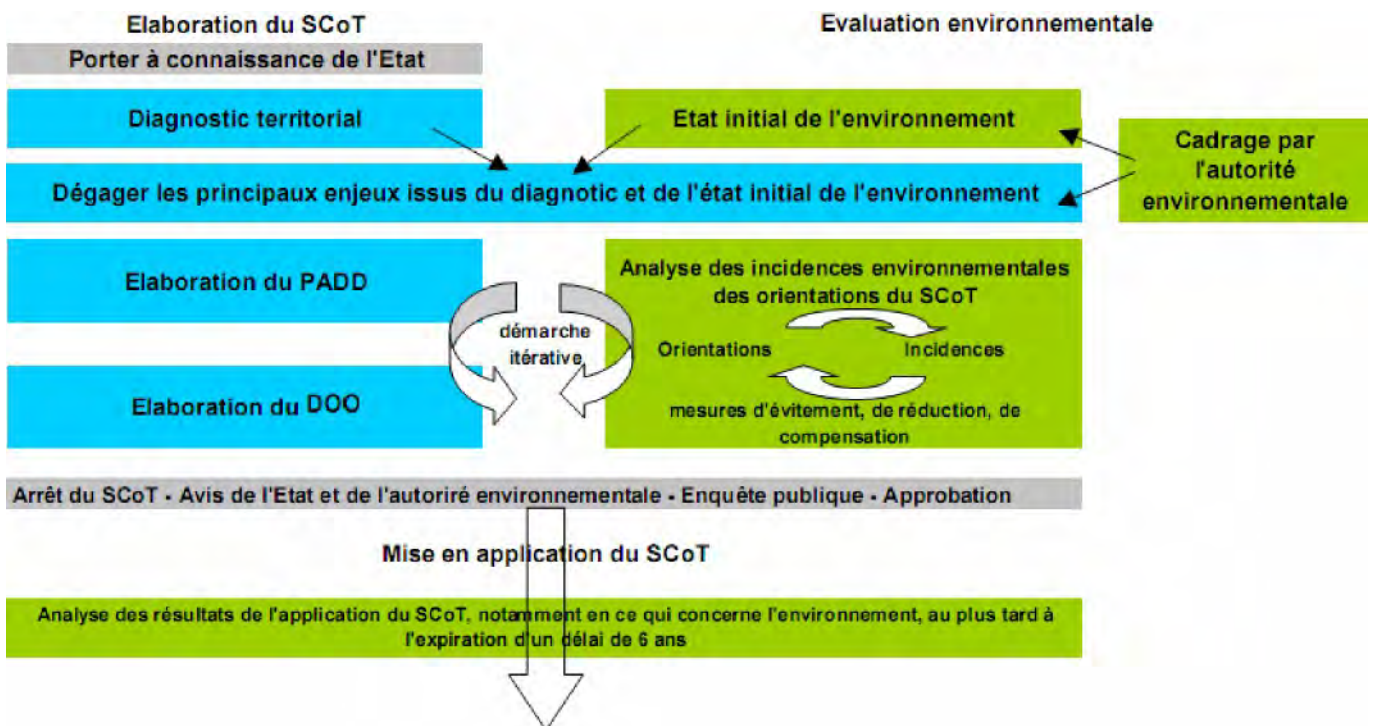 Elaboration du SCoT
Evaluation environnementale
Porter à connaissance de l'Etat
Diagnostic territorial
Etat initial de l'environnement
Cadrage par
l'autorité
environnementale
Dégager les principaux enjeux issus du diagnotic et de l'état initial de l'environnement
Elaboration du PADD
Analyse des incidences environnementales
des orientations du SCoT
démarche
itérative
Orientations
Incidences
Elaboration du DOO
mesures d'évitement, de réduction, de
compensation
Arrêt du SCoT - Avis de l'Etat et de l'autoriré environnementale - Enquête publique - Approbation
Mise en application du SCoT
Analyse des résultats de l'application du SCoT, notamment en ce qui concerne l'environnement, au plus tard à
l'expiration d'un délai de 6 ans